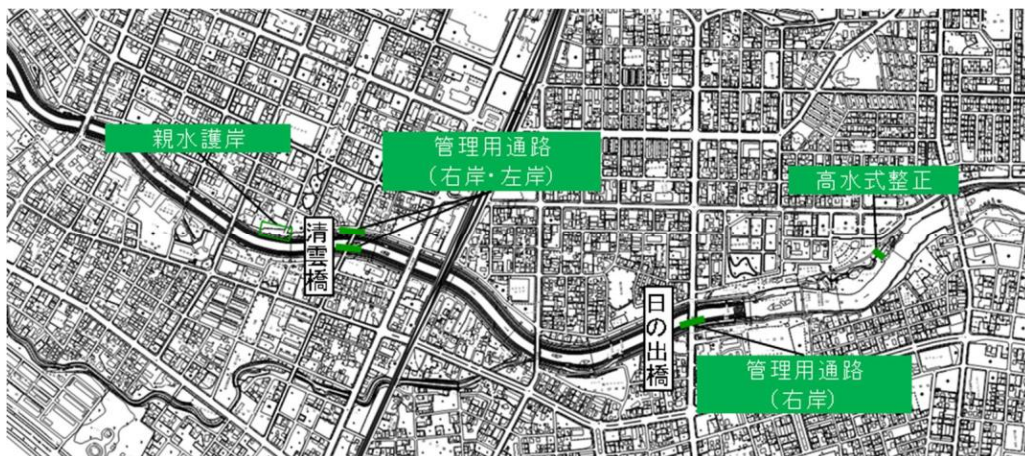 親水護岸
管理用通路
（右岸・左岸）
高水式整正
清雲橋
日の出橋
管理用通路
（右岸）